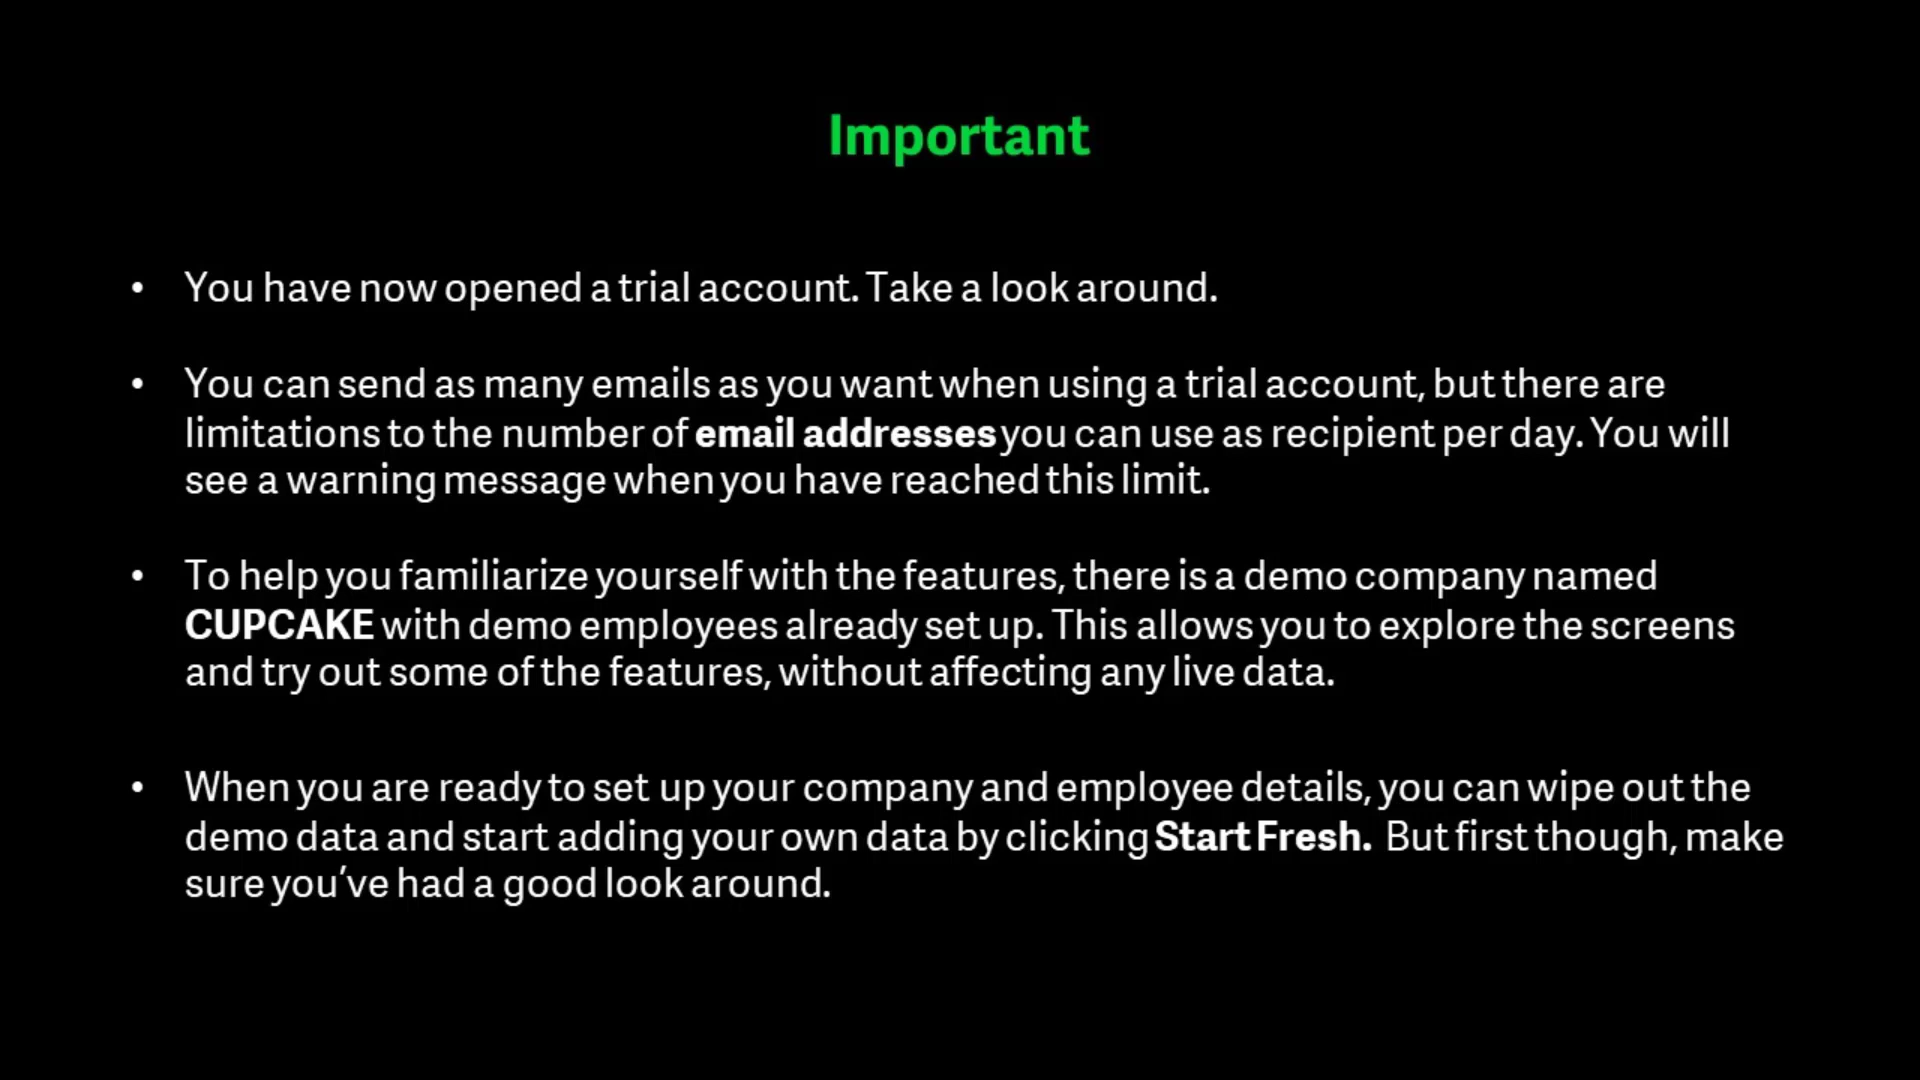 Important
• You have now opened a trial account. Take a look around.
• You can send as many emails as you want when using a trial account, but there are
limitations to the number of email addresses you can use as recipient per day. You will
see a warning message when you have reached this limit.
• To help you familiarize yourself with the features, there is a demo company named
CUPCAKE with demo employees already set up. This allows you to explore the screens
and try out some of the features, without affecting any live data.
• When you are ready to set up your company and employee details, you can wipe out the
demo data and start adding your own data by clicking Start Fresh. But first though, make
sure you’ve had a good look around.